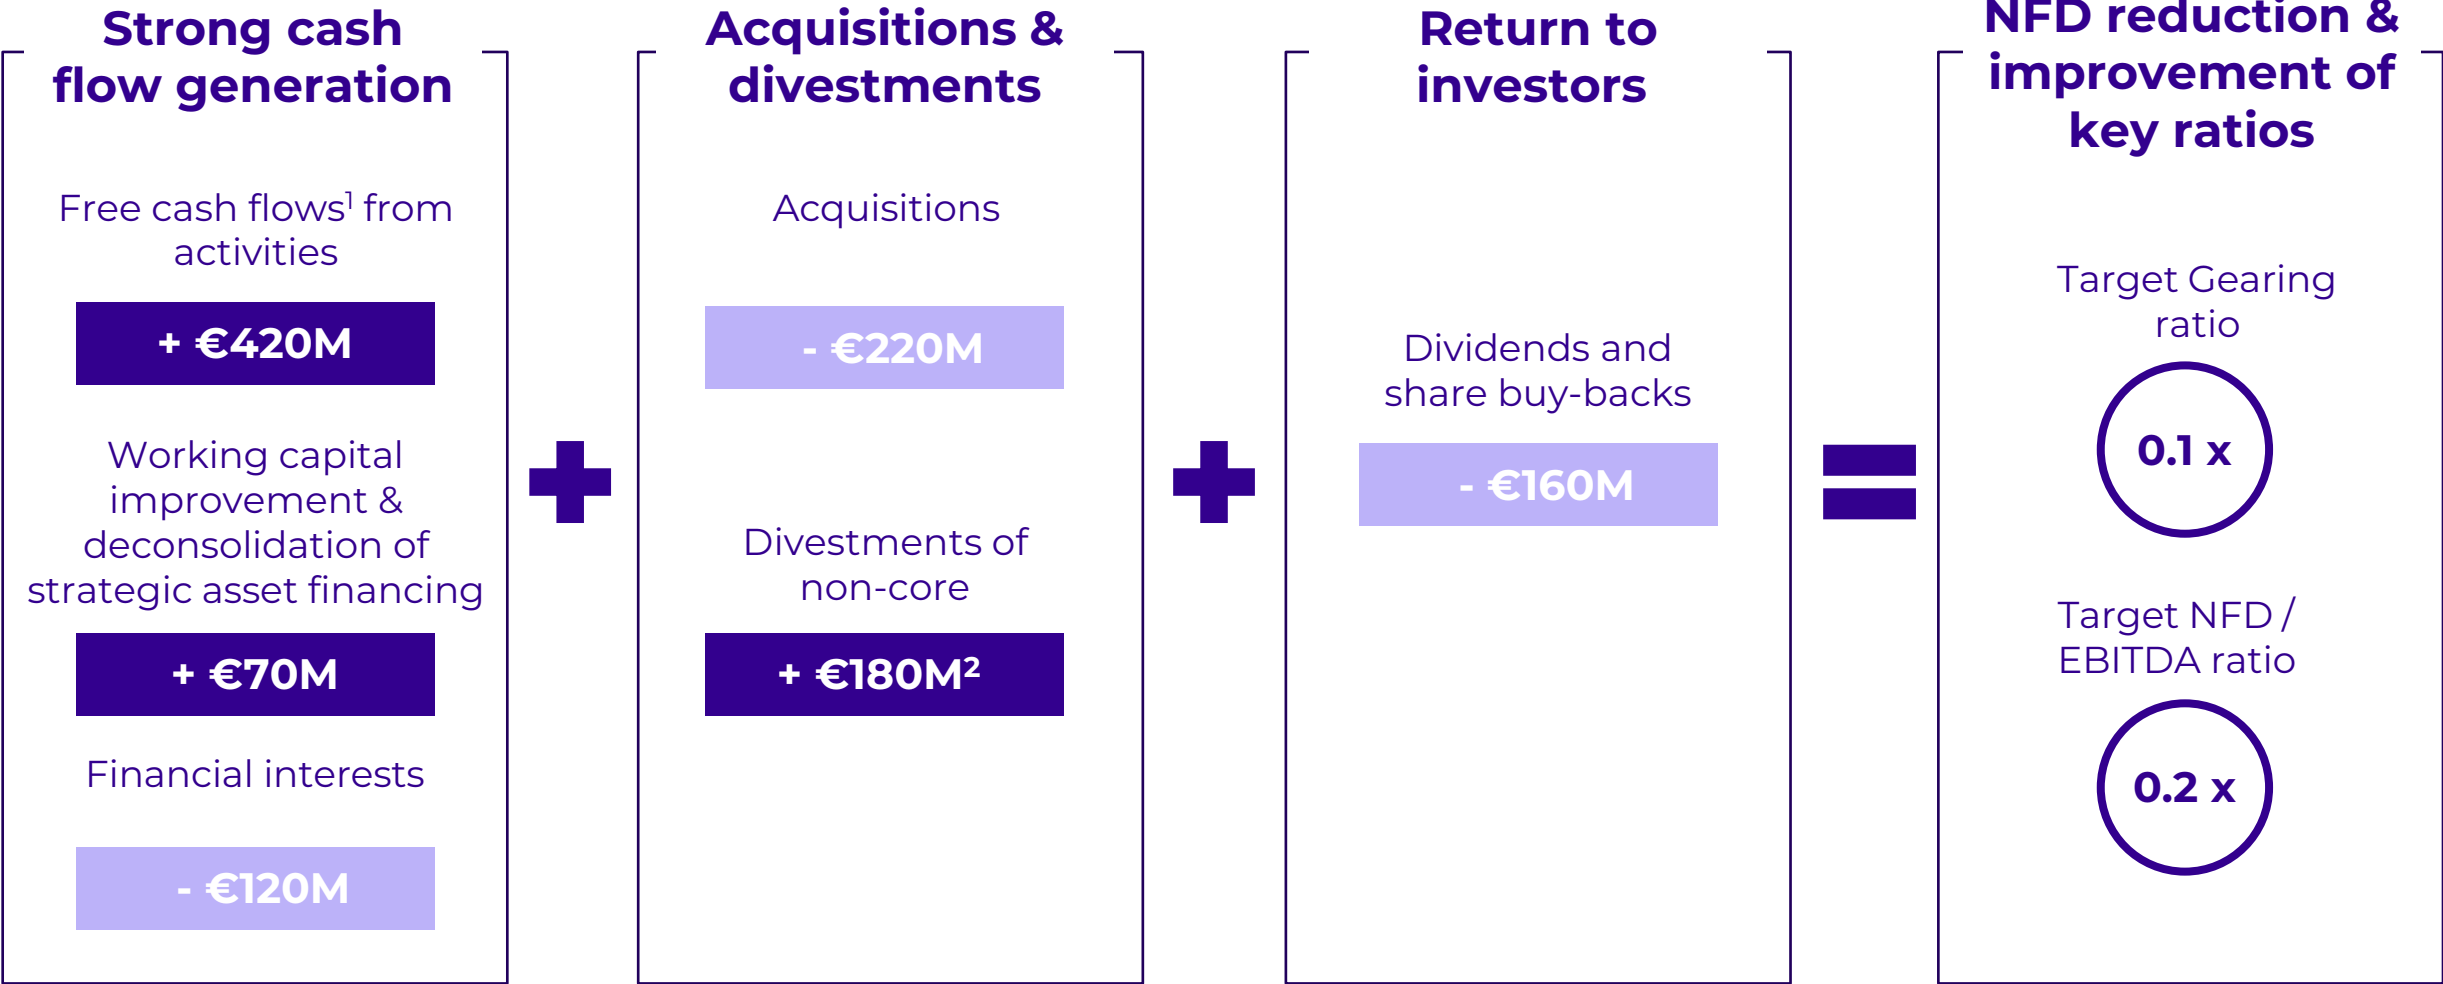 Strong cash
flow generation
Free cash flows¹ from
activities
+ €420M
Working capital
improvement &
deconsolidation of
strategic asset financing
+ €70M
Financial interests
- €120M
Acquisitions &
divestments
Acquisitions
- €220M
Divestments of
non-core
+ €180M²
Return to
investors
Dividends and
share buy-backs
- €160M
NFD reduction &
improvement of
key ratios
Target Gearing
ratio
0.1 x
Target NFD /
EBITDA ratio
0.2 x